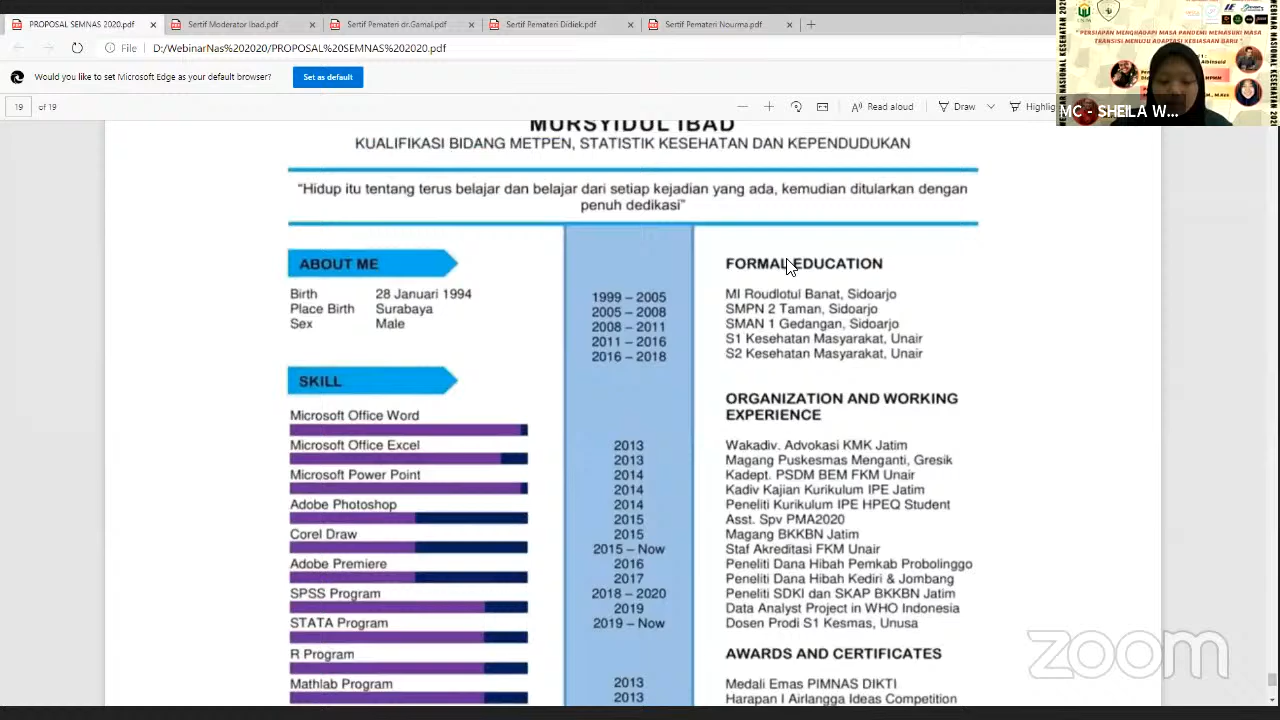 PROPOSAL SEMNAS 2020.pdf
Sertif Moderator Ibad.pdf
Sertif Pemateri dr.Gamal.pdf
Sertif Pemateri Didiek.pdf
Sertif Pemateri Nourma.pdf
File
Would you like to set Microsoft Edge as your default browser?
Set as default
19 of 19
Read aloud
Draw
" PERSIAPAN MENGHADAPI MASA PANDEMI MEMASUKI MASA
TRANSISI MENUJU ADAPTASI KEBIASAAN BARU "
MC - SHEILA W...
MURSYIDUL IBAD
KUALIFIKASI BIDANG METPEN, STATISTIK KESEHATAN DAN KEPENDUDUKAN
"Hidup itu tentang terus belajar dan belajar dari setiap kejadian yang ada, kemudian ditularkan dengan
penuh dedikasi"
ABOUT ME
Birth 28 Januari 1994
Place Birth Surabaya
Sex Male
SKILL
Microsoft Office Word
Microsoft Office Excel
Microsoft Power Point
Adobe Photoshop
Corel Draw
Adobe Premiere
SPSS Program
STATA Program
R Program
Mathlab Program
FORMAL EDUCATION
1999 – 2005 MI Roudlotul Banat, Sidoarjo
2005 – 2008 SMPN 2 Taman, Sidoarjo
2008 – 2011 SMAN 1 Gedangan, Sidoarjo
2011 – 2016 S1 Kesehatan Masyarakat, Unair
2016 – 2018 S2 Kesehatan Masyarakat, Unair
ORGANIZATION AND WORKING
EXPERIENCE
2013 Wakadiv. Advokasi KMK Jatim
2013 Magang Puskesmas Menganti, Gresik
2014 Kadept. PSDM BEM FKM Unair
2014 Kadiv Kajian Kurikulum IPE Jatim
2014 Peneliti Kurikulum IPE HPEQ Student
2015 Asst. Spv PMA2020
2015 Magang BKKBN Jatim
2015 – Now Staf Akreditasi FKM Unair
2016 Peneliti Dana Hibah Pemkab Probolinggo
2017 Peneliti Dana Hibah Kediri & Jombang
2018 – 2020 Peneliti SDKI dan SKAP BKKBN Jatim
2019 Data Analyst Project in WHO Indonesia
2019 – Now Dosen Prodi S1 Kesmas, Unusa
AWARDS AND CERTIFICATES
2013 Medali Emas PIMNAS DIKTI
2013 Harapan I Airlangga Ideas Competition
zoom